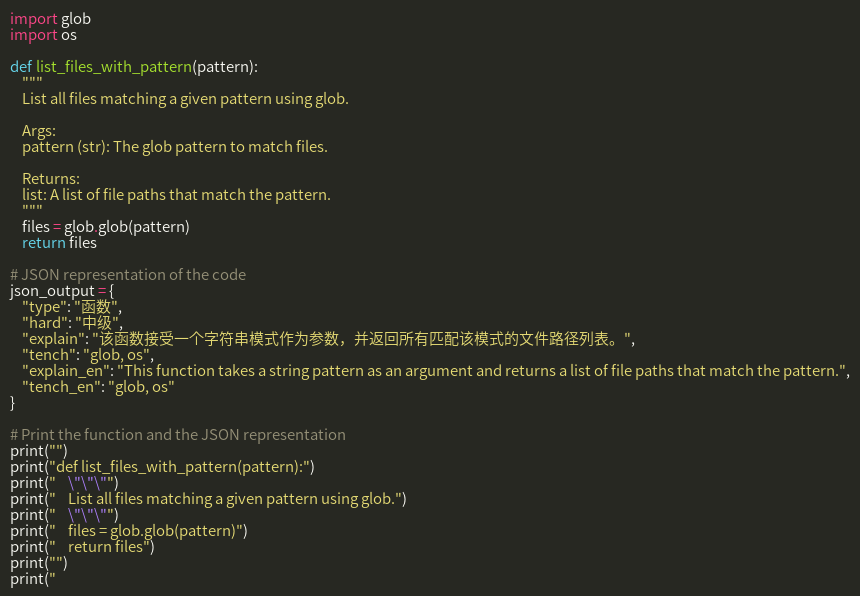 import glob
import os

def list_files_with_pattern(pattern):
    """
    List all files matching a given pattern using glob.

    Args:
    pattern (str): The glob pattern to match files.

    Returns:
    list: A list of file paths that match the pattern.
    """
    files = glob.glob(pattern)
    return files

# JSON representation of the code
json_output = {
    "type": "函数",
    "hard": "中级",
    "explain": "该函数接受一个字符串模式作为参数，并返回所有匹配该模式的文件路径列表。",
    "tench": "glob, os",
    "explain_en": "This function takes a string pattern as an argument and returns a list of file paths that match the pattern.",
    "tench_en": "glob, os"
}

# Print the function and the JSON representation
print("")
print("def list_files_with_pattern(pattern):")
print("    \"\"\"")
print("    List all files matching a given pattern using glob.")
print("    \"\"\"")
print("    files = glob.glob(pattern)")
print("    return files")
print("")
print("